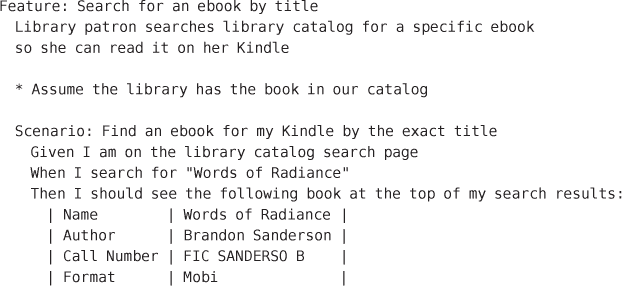 Feature: Search for an ebook by title
Library patron searches library catalog for a specific ebook
so she can read it on her Kindle
* Assume the library has the book in our catalog
Scenario: Find an ebook for my Kindle by the exact title
Given I am on the library catalog search page
When I search for "Words of Radiance"
Then I should see the following book at the top of my search results:
| Name | Words of Radiance |
| Author | Brandon Sanderson |
| Call Number | FIC SANDERSO B |
| Format | Mobi |